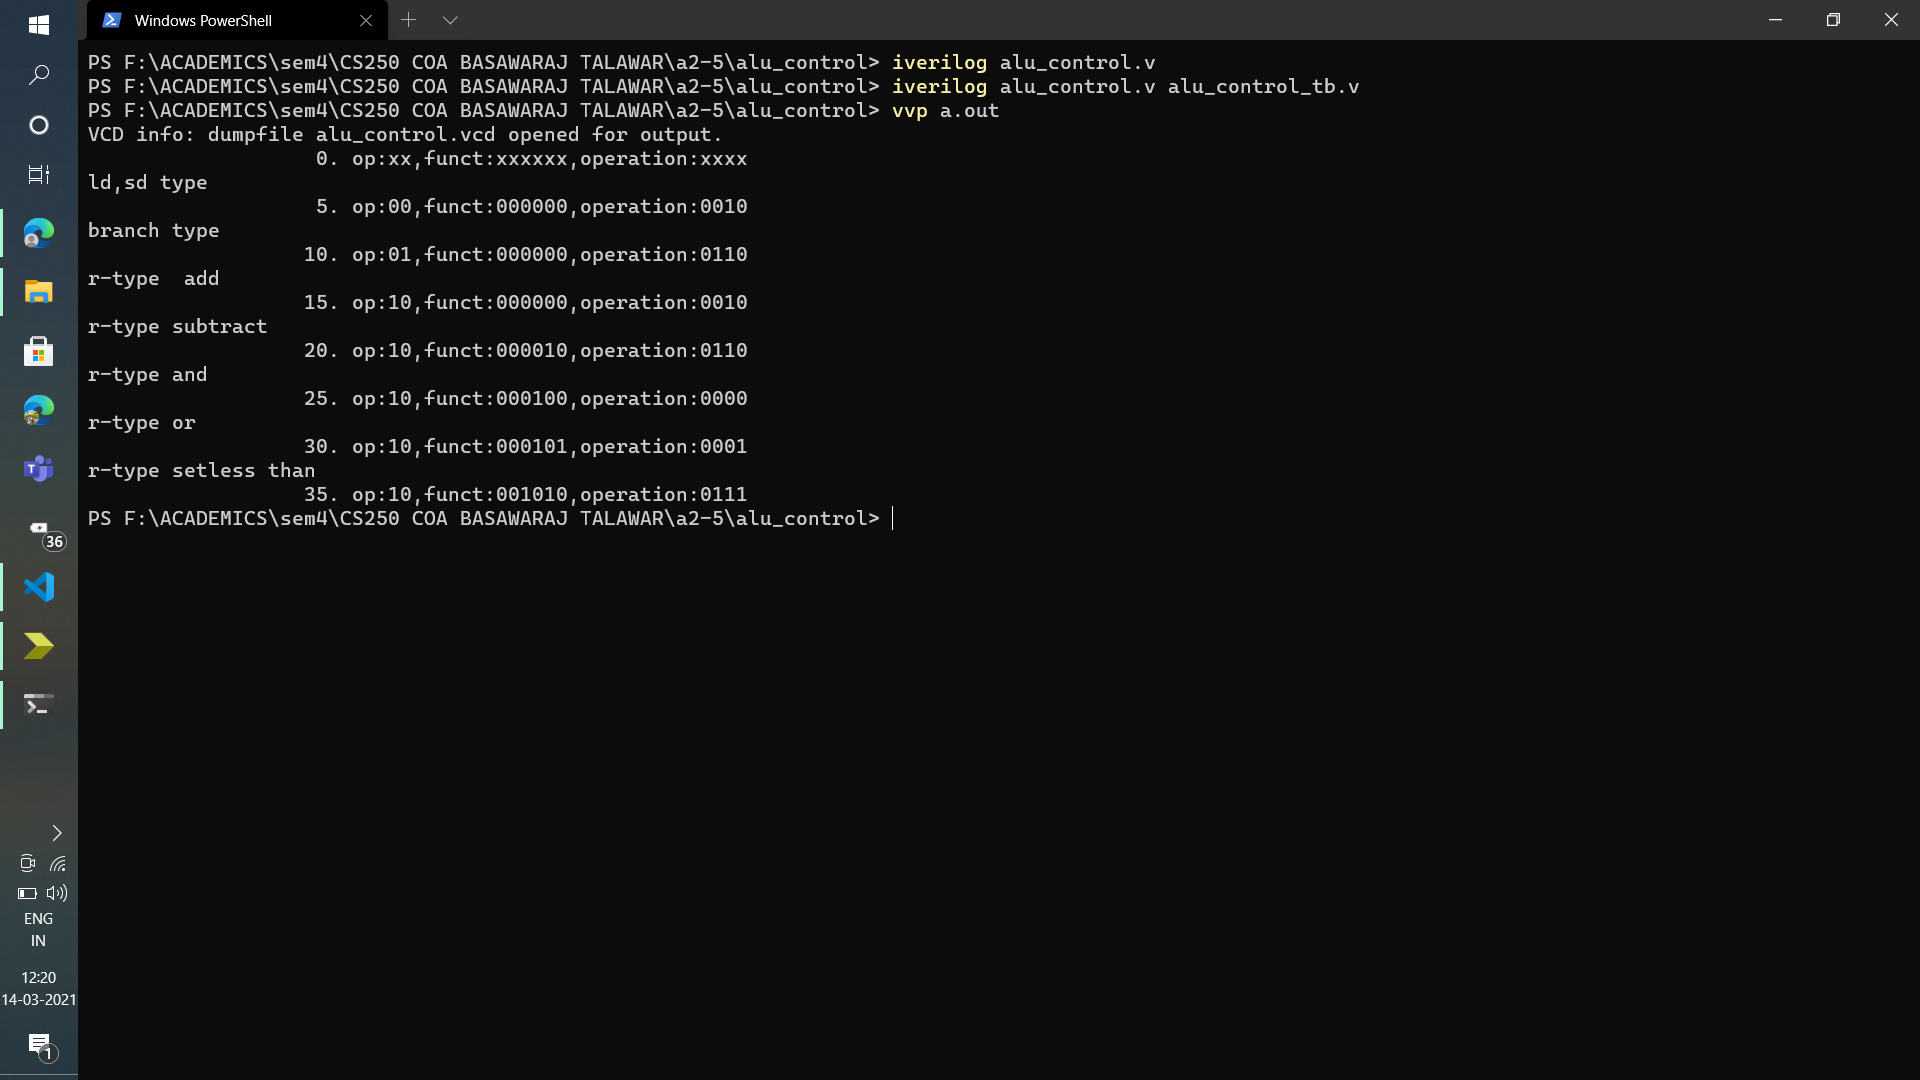 Windows PowerShell
PS F:\ACADEMICS\sem4\CS250 COA BASAWARAJ TALAWAR\a2-5\alu_control> iverilog alu_control.v
PS F:\ACADEMICS\sem4\CS250 COA BASAWARAJ TALAWAR\a2-5\alu_control> iverilog alu_control.v alu_control_tb.v
PS F:\ACADEMICS\sem4\CS250 COA BASAWARAJ TALAWAR\a2-5\alu_control> vvp a.out
VCD info: dumpfile alu_control.vcd opened for output.
                   0. op:xx,funct:xxxxxx,operation:xxxx
ld,sd type
                   5. op:00,funct:000000,operation:0010
branch type
                  10. op:01,funct:000000,operation:0110
r-type  add
                  15. op:10,funct:000000,operation:0010
r-type subtract
                  20. op:10,funct:000010,operation:0110
r-type and
                  25. op:10,funct:000100,operation:0000
r-type or
                  30. op:10,funct:000101,operation:0001
r-type setless than
                  35. op:10,funct:001010,operation:0111
PS F:\ACADEMICS\sem4\CS250 COA BASAWARAJ TALAWAR\a2-5\alu_control>
36
ENG
IN
12:20
14-03-2021
1